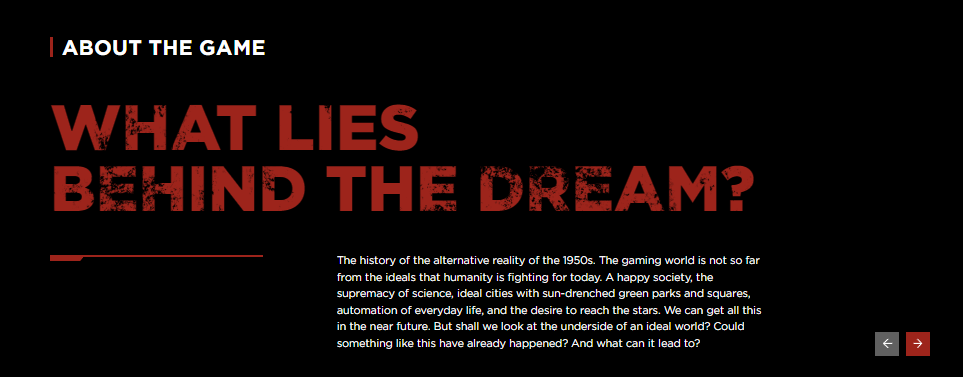 ABOUT THE GAME
WHAT LIES
BEHIND THE DREAM?
The history of the alternative reality of the 1950s. The gaming world is not so far
from the ideals that humanity is fighting for today. A happy society, the
supremacy of science, ideal cities with sun-drenched green parks and squares,
automation of everyday life, and the desire to reach the stars. We can get all this
in the near future. But shall we look at the underside of an ideal world? Could
something like this have already happened? And what can it lead to?